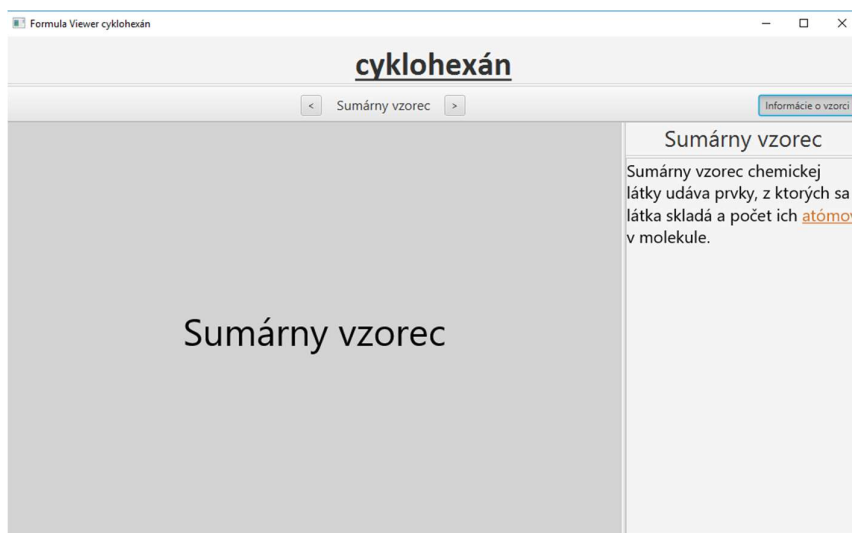 Formula Viewer cyklohexán
cyklohexán
< Sumárny vzorec >
Informácie o vzorci
Sumárny vzorec
Sumárny vzorec
Sumárny vzorec chemickej
látky udáva prvky, z ktorých sa
látka skladá a počet ich atómov
v molekule.